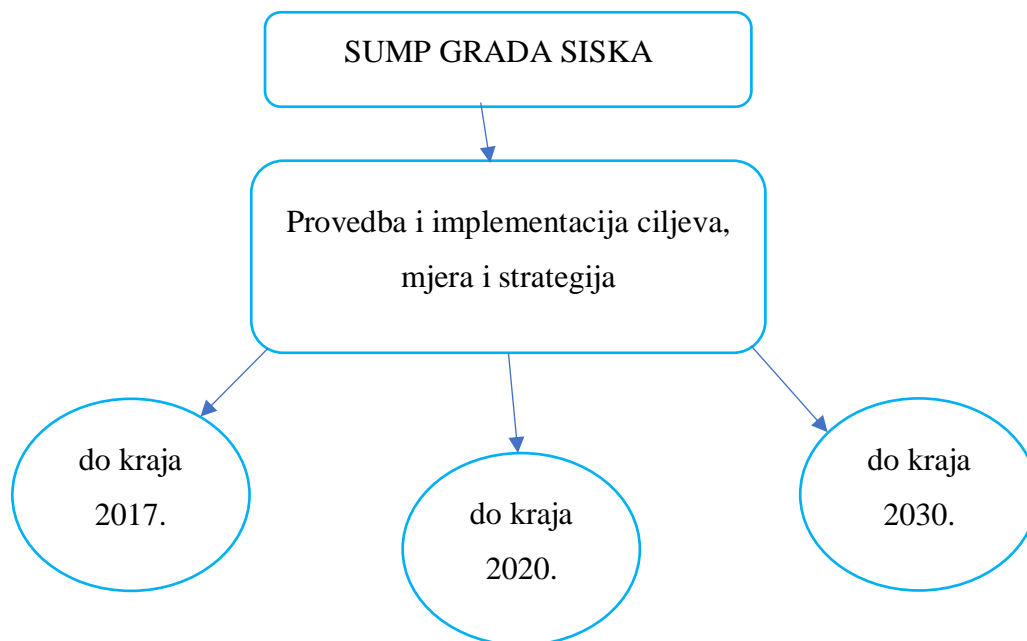 SUMP GRADA SISKA
Provedba i implementacija ciljeva,
mjera i strategija
do kraja
2017.
do kraja
2020.
do kraja
2030.